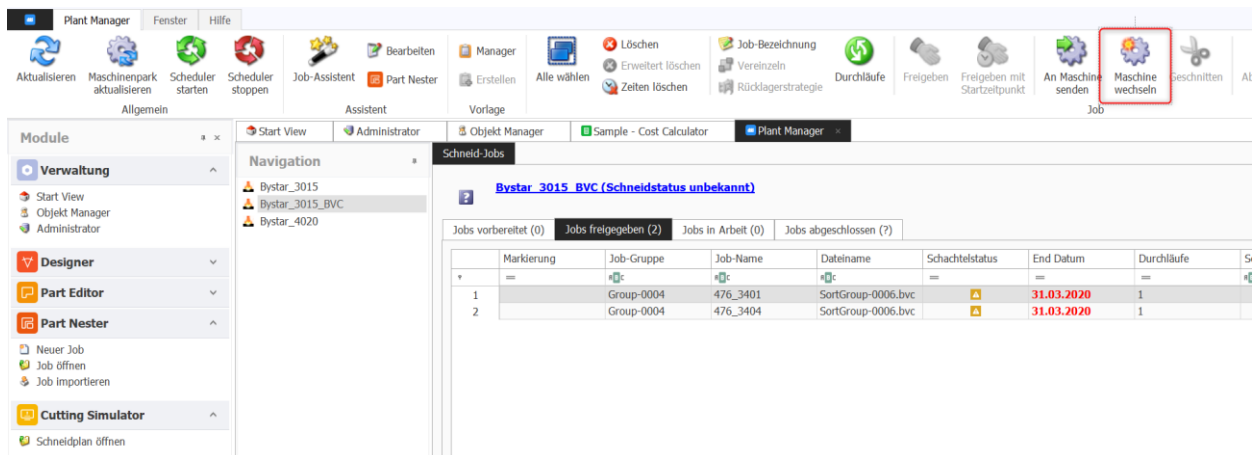 Plant Manager Fenster Hilfe
Aktualisieren Maschinenpark aktualisieren Scheduler starten Scheduler stoppen
Allgemein
Job-Assistent Bearbeiten Part Nester
Assistent
Manager Erstellen
Vorlage
Alle wählen Löschen Erweitert löschen Zeiten löschen Job-Bezeichnung Vereinzeln Rücklagerstrategie Durchläufe Freigeben Freigeben mit Startzeitpunkt An Maschine senden Maschine wechseln Geschnitten
Job
Module
Verwaltung
Start View
Objekt Manager
Administrator
Designer
Part Editor
Part Nester
Neuer Job
Job öffnen
Job importieren
Cutting Simulator
Schneidplan öffnen
Start View Administrator Objekt Manager Sample - Cost Calculator Plant Manager ×
Navigation
Bystar_3015
Bystar_3015_BVC
Bystar_4020
Schneid-Jobs
Bystar_3015_BVC (Schneidstatus unbekannt)
Jobs vorbereitet (0) Jobs freigegeben (2) Jobs in Arbeit (0) Jobs abgeschlossen (?)
Markierung Job-Gruppe Job-Name Dateiname Schachtelstatus End Datum Durchläufe
1 Group-0004 476_3401 SortGroup-0006.bvc 31.03.2020 1
2 Group-0004 476_3404 SortGroup-0006.bvc 31.03.2020 1